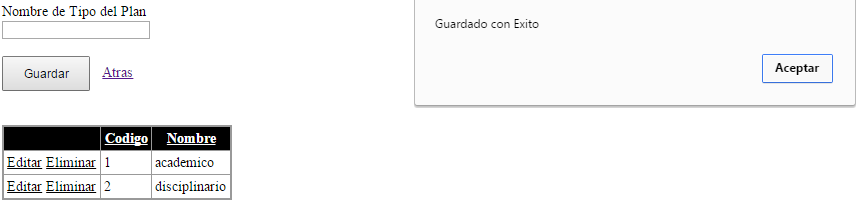 Nombre de Tipo del Plan
Guardado con Exito
Guardar Atras
Aceptar
Codigo Nombre
Editar Eliminar 1 academico
Editar Eliminar 2 disciplinario